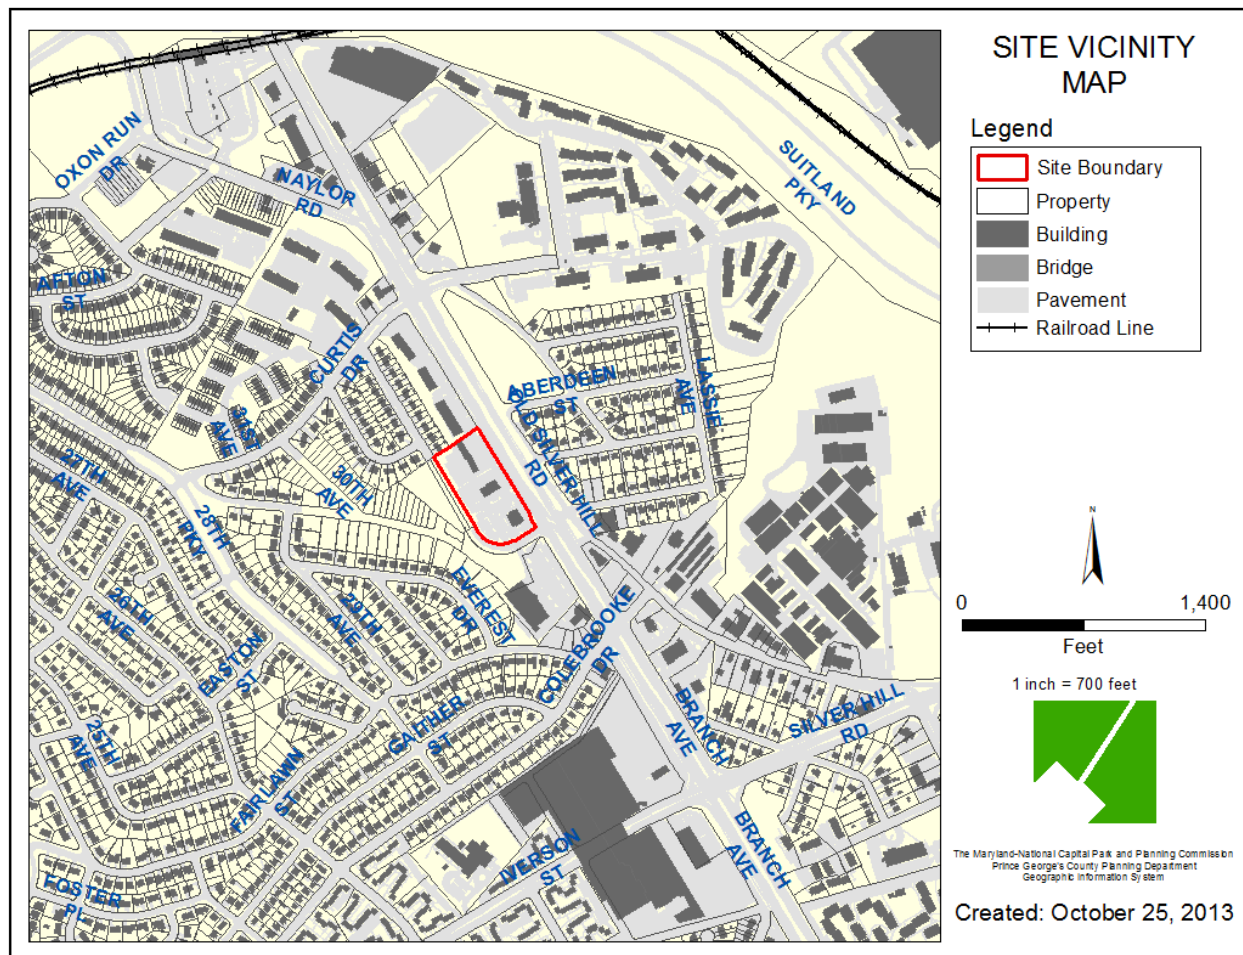 SITE VICINITY
MAP
Legend
Site Boundary
Property
Building
Bridge
Pavement
Railroad Line
N
0 1,400
Feet
1 inch = 700 feet
The Maryland-National Capital Park and Planning Commission
Prince George's County Planning Department
Geographic Information System
Created: October 25, 2013
OXON RUN
DR
NAYLOR
RD
SUITLAND
PKY
AFTON
ST
CURTIS
DR
ABERDEEN
ST
LASSIE
AVE
OLD SILVER HILL
RD
31ST
AVE
30TH
AVE
27TH
AVE
28TH
PKY
29TH
AVE
EVEREST
DR
26TH
AVE
EASTON
ST
COLEBROOKE
DR
25TH
AVE
GAITHER
ST
BRANCH
AVE
SILVER HILL
RD
FAIRLAWN
ST
IVERSON
ST
BRANCH
AVE
FOSTER
PL